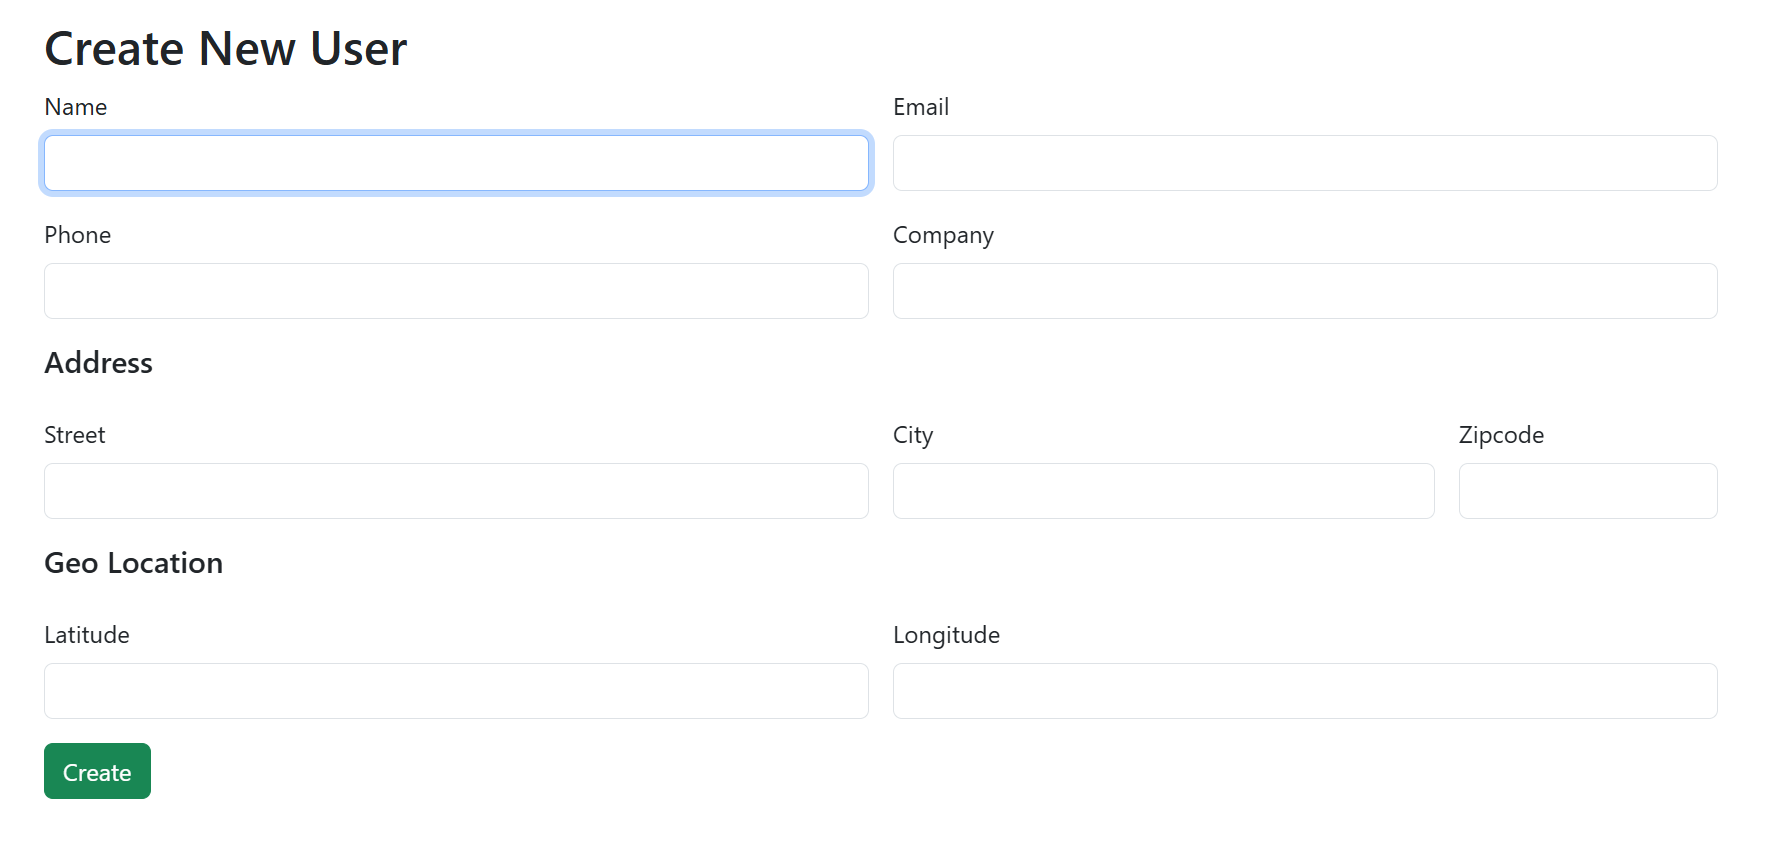 Create New User
Name Email
Phone Company
Address
Street City Zipcode
Geo Location
Latitude Longitude
Create